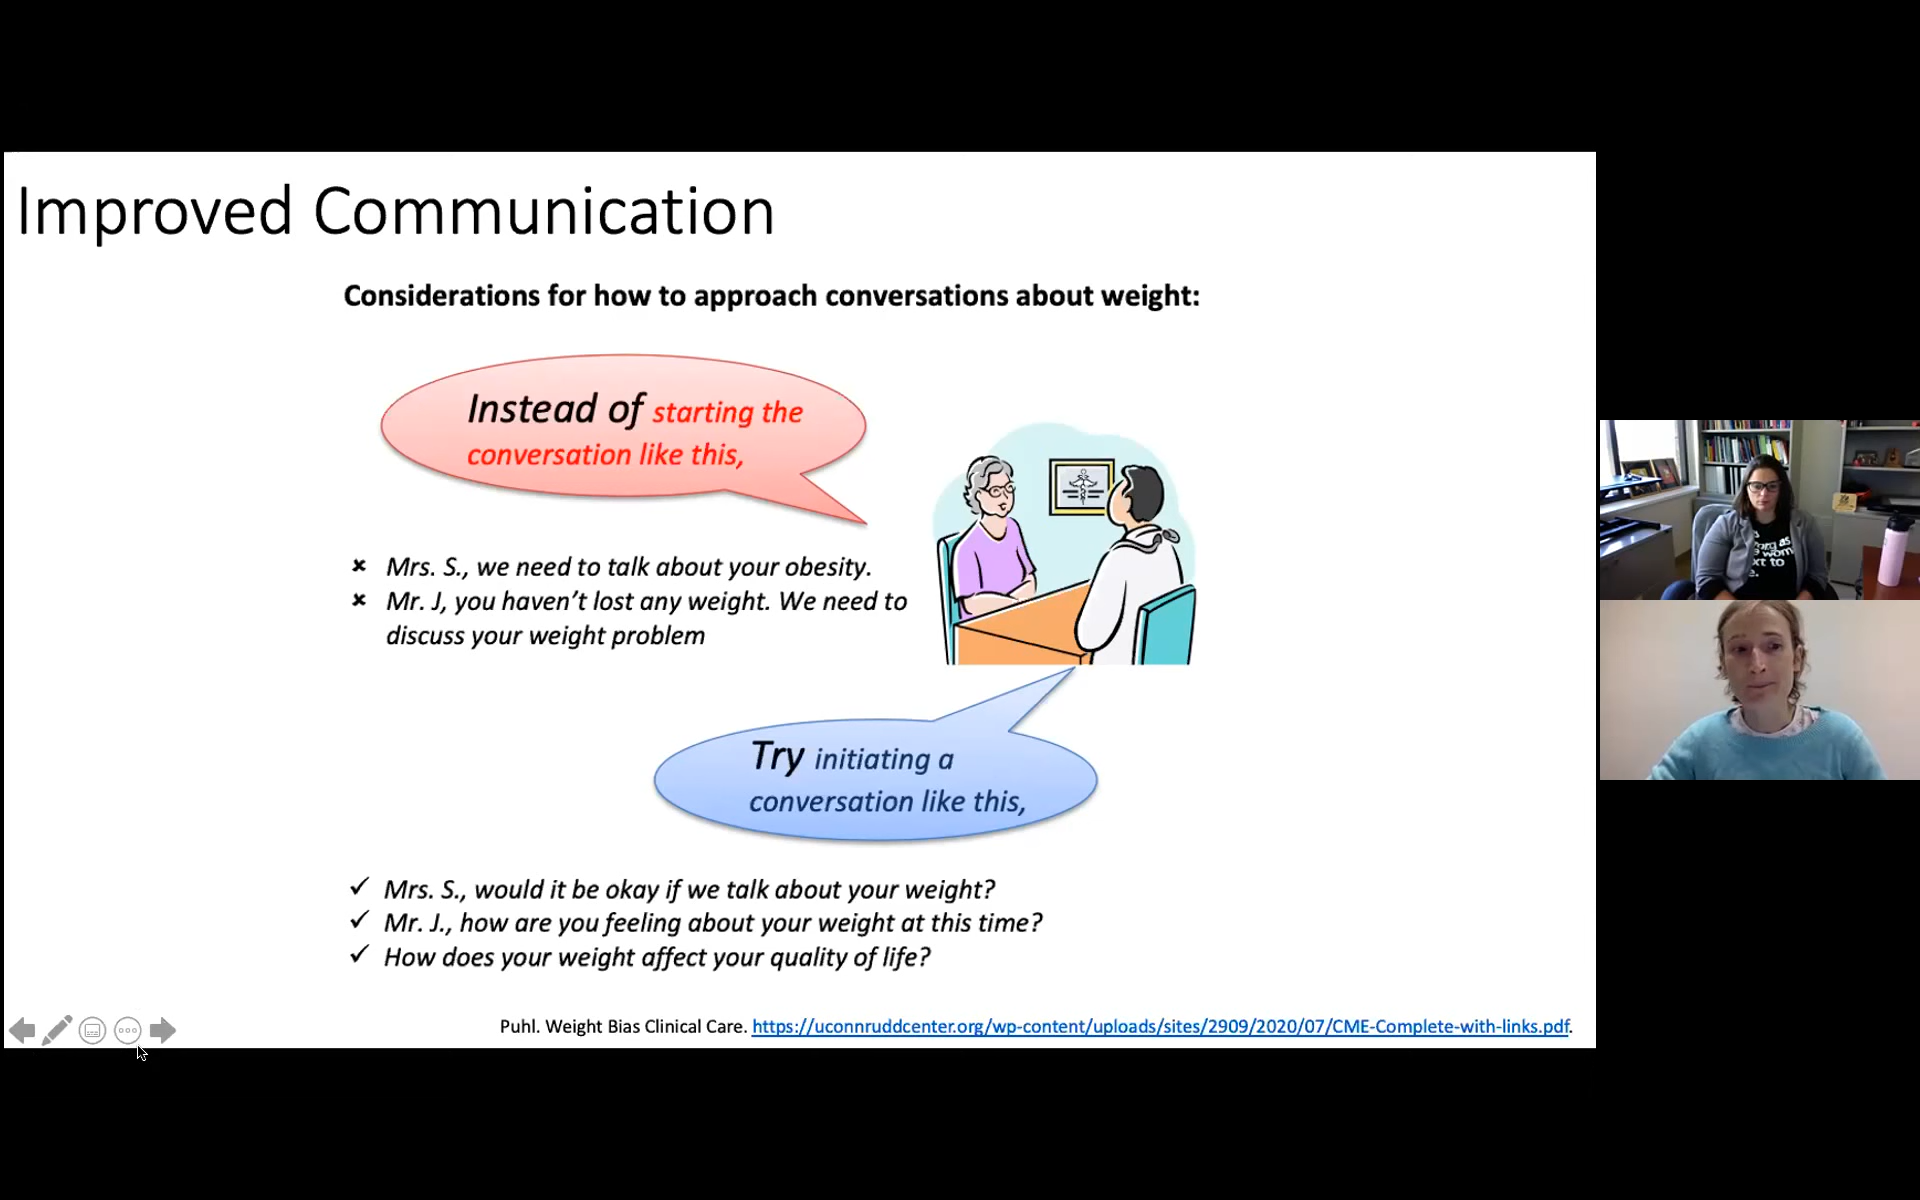 Improved Communication
Considerations for how to approach conversations about weight:
Instead of starting the
conversation like this,
× Mrs. S., we need to talk about your obesity.
× Mr. J, you haven’t lost any weight. We need to
discuss your weight problem
Try initiating a
conversation like this,
✓ Mrs. S., would it be okay if we talk about your weight?
✓ Mr. J., how are you feeling about your weight at this time?
✓ How does your weight affect your quality of life?
Puhl. Weight Bias Clinical Care. https://uconnruddcenter.org/wp-content/uploads/sites/2909/2020/07/CME-Complete-with-links.pdf.